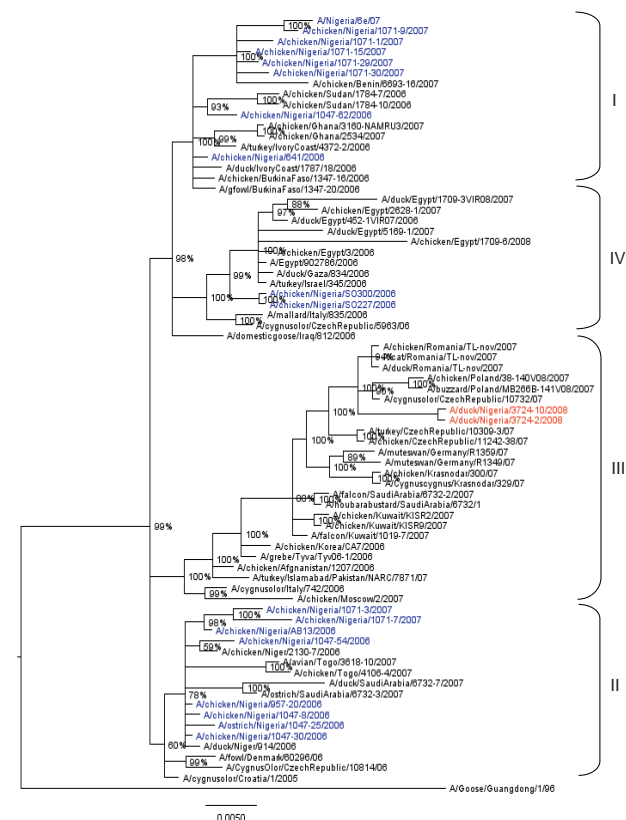 A/Nigeria/6e/07
100%
A/chicken/Nigeria/1071-9/2007
A/chicken/Nigeria/1071-1/2007
A/chicken/Nigeria/1071-15/2007
100%
A/chicken/Nigeria/1071-29/2007
A/chicken/Nigeria/1071-30/2007
A/chicken/Benin/6693-16/2007
A/chicken/Sudan/1784-7/2006
100%
A/chicken/Sudan/1784-10/2006
93%
A/chicken/Nigeria/1047-62/2006
I
A/chicken/Ghana/3160-NAMRU3/2007
100%
A/chicken/Ghana/2534/2007
99%
100%
A/turkey/IvoryCoast/4372-2/2006
A/chicken/Nigeria/641/2006
A/duck/IvoryCoast/1787/18/2006
A/chicken/BurkinaFaso/1347-16/2006
A/gfowl/BurkinaFaso/1347-20/2006
A/duck/Egypt/1709-3VIR08/2007
88%
A/chicken/Egypt/2628-1/2007
97%
A/duck/Egypt/452-1VIR07/2006
A/duck/Egypt/5169-1/2007
A/chicken/Egypt/1709-6/2008
100%
A/chicken/Egypt/3/2006
98%
A/Egypt/902786/2006
IV
99%
A/duck/Gaza/834/2006
A/turkey/Israel/345/2006
100%
A/chicken/Nigeria/SO300/2006
100%
A/chicken/Nigeria/SO227/2006
A/mallard/Italy/835/2006
100%
A/cygnusolor/CzechRepublic/5963/06
A/domesticgoose/Iraq/812/2006
A/chicken/Romania/TL-nov/2007
94%
A/cat/Romania/TL-nov/2007
A/duck/Romania/TL-nov/2007
A/chicken/Poland/38-140V08/2007
100%
100%
A/buzzard/Poland/MB266B-141V08/2007
96%
A/cygnusolor/CzechRepublic/10732/07
100%
A/duck/Nigeria/3724-10/2008
A/duck/Nigeria/3724-2/2008
A/turkey/CzechRepublic/10309-3/07
100%
100%
A/chicken/CzechRepublic/11242-38/07
A/muteswan/Germany/R1359/07
89%
A/muteswan/Germany/R1349/07
100%
III
A/chicken/Krasnodar/300/07
100%
A/Cygnuscygnus/Krasnodar/329/07
A/falcon/SaudiArabia/6732-2/2007
100%
A/houbarabustard/SaudiArabia/6732/1
A/chicken/Kuwait/KISR2/2007
100%
A/chicken/Kuwait/KISR9/2007
99%
A/falcon/Kuwait/1019-7/2007
100%
A/chicken/Korea/CA7/2006
A/grebe/Tyva/Tyv06-1/2006
100%
A/chicken/Afgnanistan/1207/2006
100%
A/turkey/Islamabad/Pakistan/NARC/7871/07
A/cygnusolor/Italy/742/2006
99%
A/chicken/Moscow/2/2007
A/chicken/Nigeria/1071-3/2007
100%
A/chicken/Nigeria/1071-7/2007
98%
A/chicken/Nigeria/AB13/2006
A/chicken/Nigeria/1047-54/2006
59%
A/chicken/Niger/2130-7/2006
A/avian/Togo/3618-10/2007
100%
A/chicken/Togo/4106-4/2007
A/duck/SaudiArabia/6732-7/2007
100%
II
78%
A/ostrich/SaudiArabia/6732-3/2007
A/chicken/Nigeria/957-20/2006
A/chicken/Nigeria/1047-8/2006
A/ostrich/Nigeria/1047-25/2006
A/chicken/Nigeria/1047-30/2006
60%
A/duck/Niger/914/2006
A/fowl/Denmark/60296/06
99%
A/CygnusOlor/CzechRepublic/10814/06
A/cygnusolor/Croatia/1/2005
A/Goose/Guangdong/1/96
0.0050